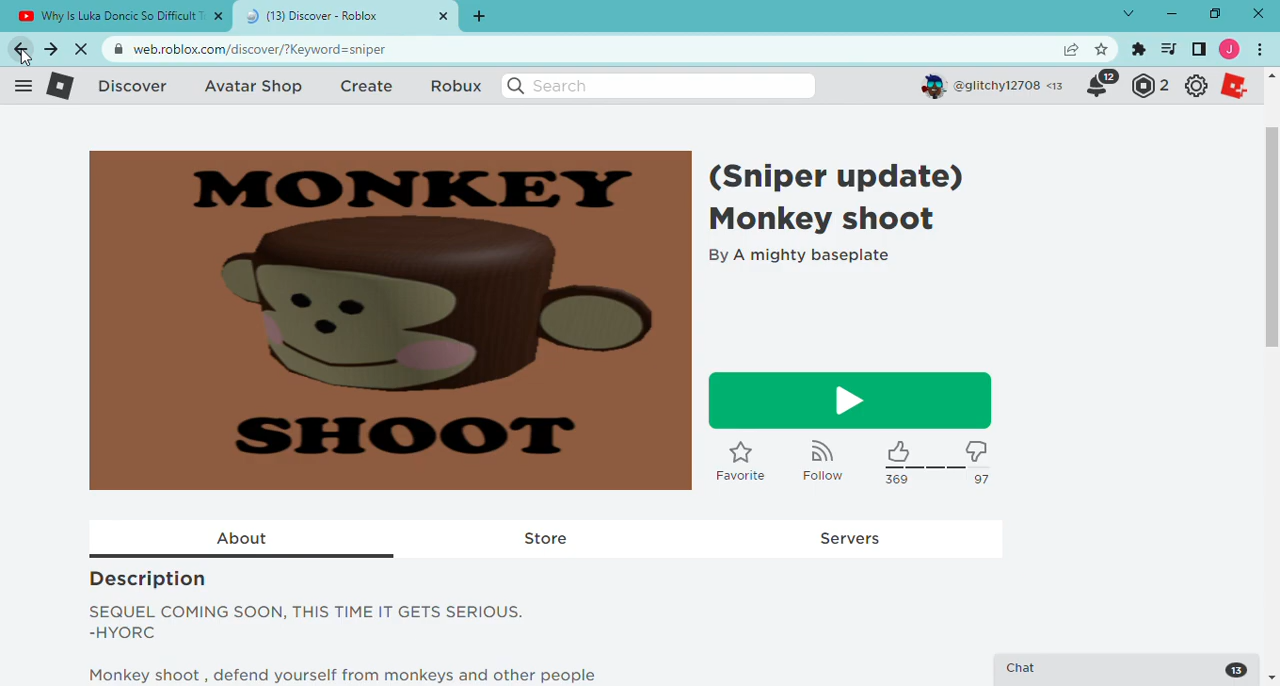 Why Is Luka Doncic So Difficult T
(13) Discover - Roblox
web.roblox.com/discover/?Keyword=sniper
J
Discover
Avatar Shop
Create
Robux
Search
@glitchy12708 <13
12
2
MONKEY
SHOOT
(Sniper update)
Monkey shoot
By A mighty baseplate
Favorite
Follow
369
97
About
Store
Servers
Description
SEQUEL COMING SOON, THIS TIME IT GETS SERIOUS.
-HYORC
Monkey shoot , defend yourself from monkeys and other people
Chat
13